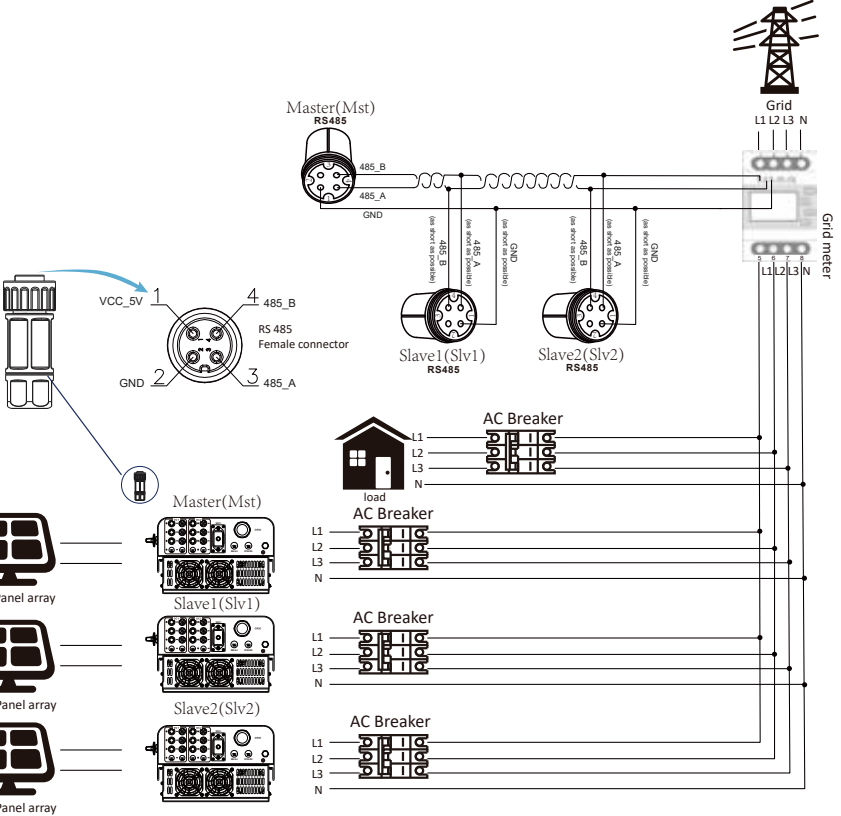 Grid
L1 L2 L3 N
Master(Mst)
RS485
485_B
485_A
GND
Grid meter
5 6 7 8
L1 L2 L3 N
485_B
(as short as possible)
485_A
(as short as possible)
GND
(as short as possible)
485_B
(as short as possible)
485_A
(as short as possible)
GND
(as short as possible)
Slave1(Slv1)
RS485
Slave2(Slv2)
RS485
VCC_5V 1
4 485_B
RS 485
Female connector
GND 2
3 485_A
AC Breaker
L1
L2
L3
N
load
Master(Mst)
AC Breaker
L1
L2
L3
N
Panel array
Slave1(Slv1)
AC Breaker
L1
L2
L3
N
Panel array
Slave2(Slv2)
AC Breaker
L1
L2
L3
N
Panel array